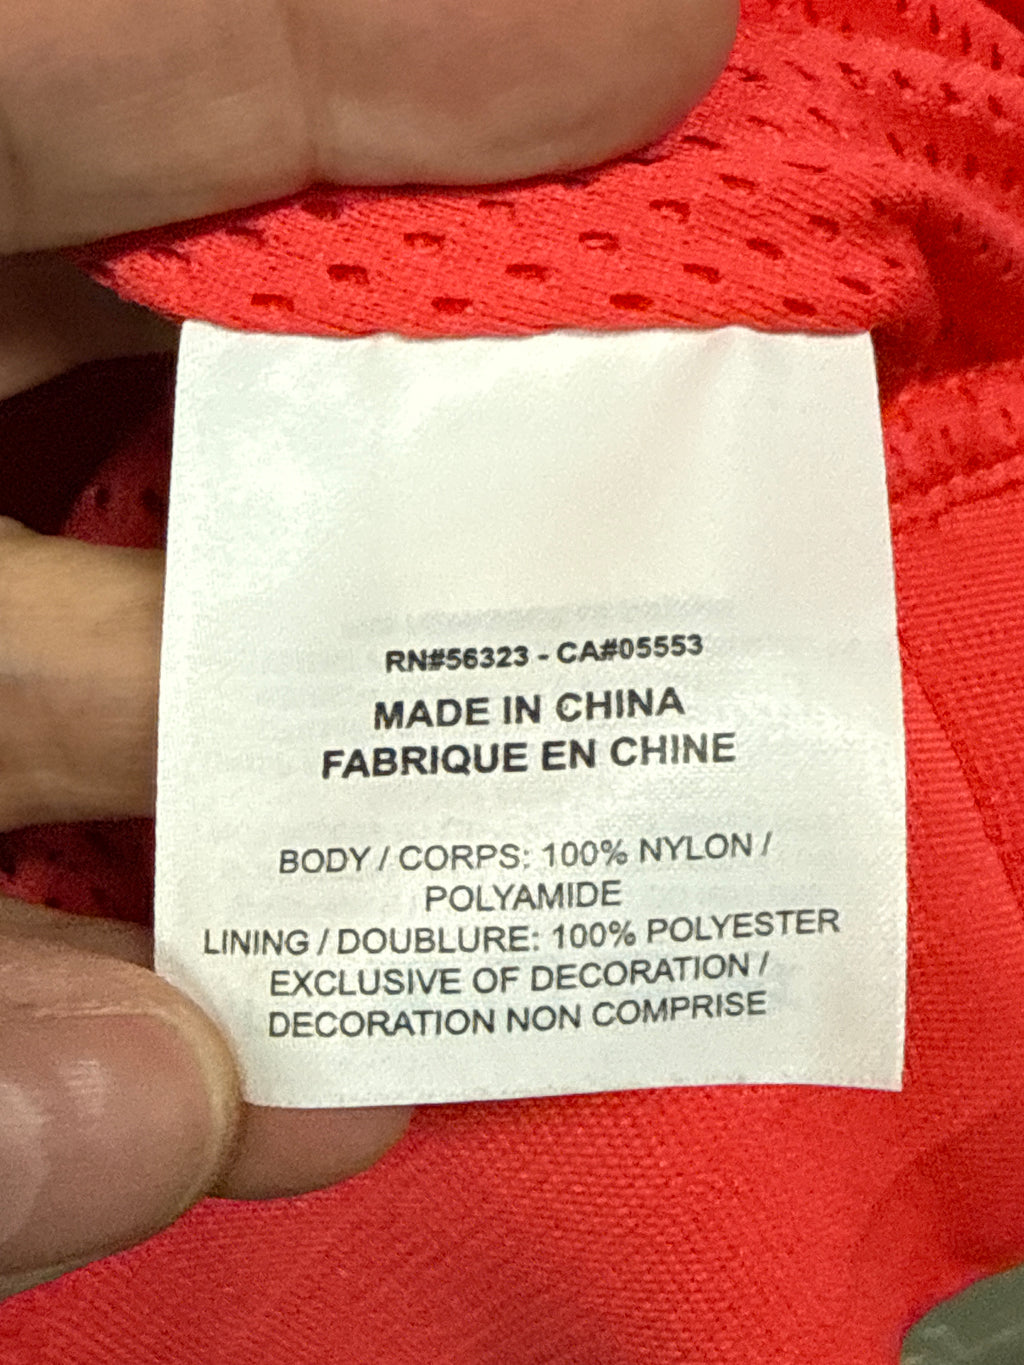 RN#56323 - CA#05553
MADE IN CHINA
FABRIQUE EN CHINE
BODY / CORPS: 100% NYLON /
POLYAMIDE
LINING / DOUBLURE: 100% POLYESTER
EXCLUSIVE OF DECORATION /
DECORATION NON COMPRISE